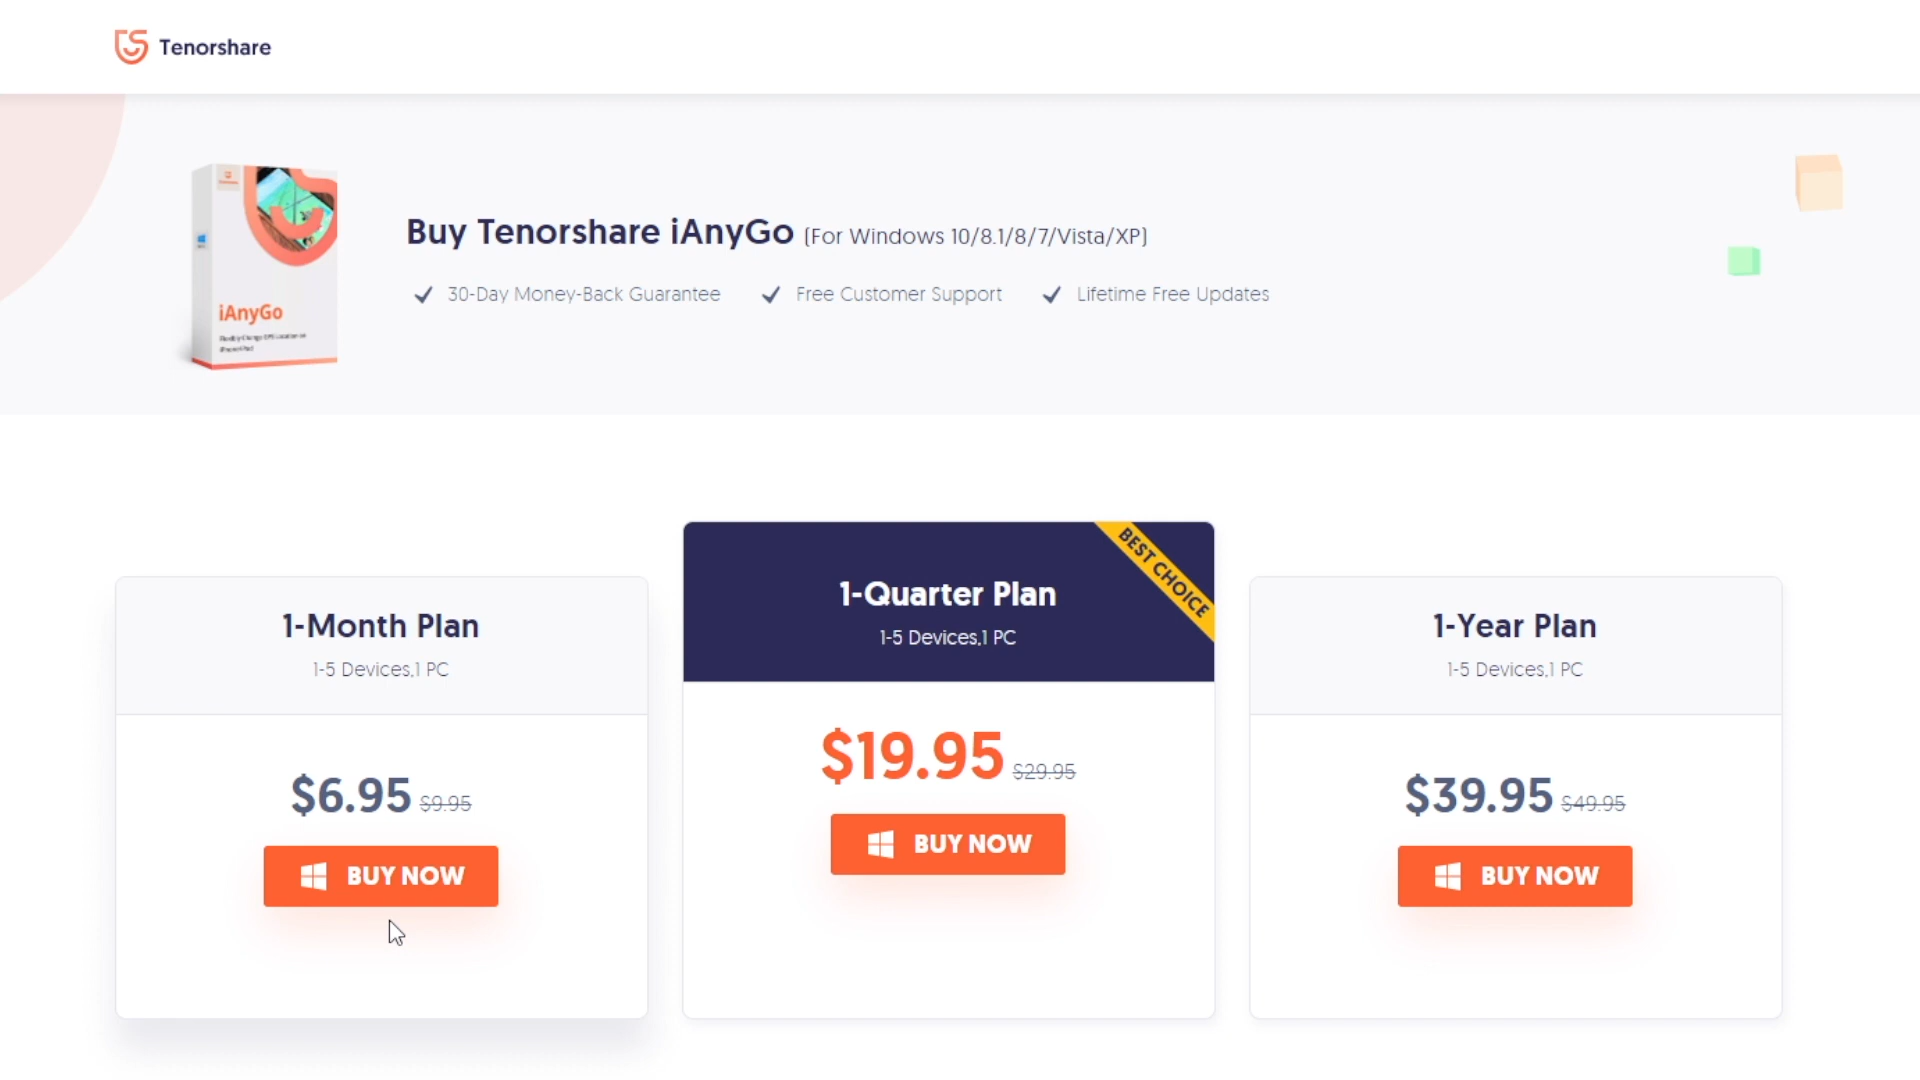 Tenorshare
iAnyGo
Buy Tenorshare iAnyGo (For Windows 10/8.1/8/7/Vista/XP)
30-Day Money-Back Guarantee Free Customer Support Lifetime Free Updates
1-Month Plan
1-5 Devices,1 PC
$6.95 $9.95
BUY NOW
BEST CHOICE
1-Quarter Plan
1-5 Devices,1 PC
$19.95 $29.95
BUY NOW
1-Year Plan
1-5 Devices,1 PC
$39.95 $49.95
BUY NOW